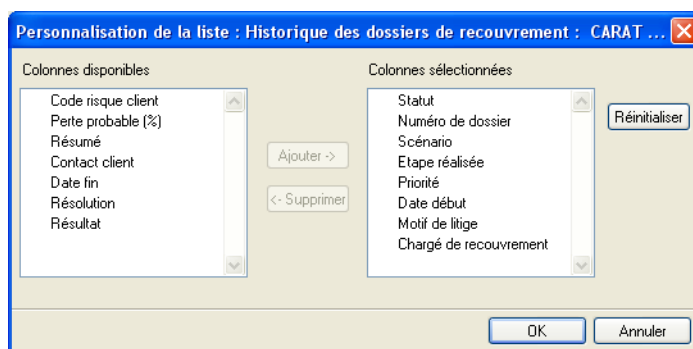 Personnalisation de la liste : Historique des dossiers de recouvrement : CARAT ...
Colonnes disponibles
Code risque client
Perte probable (%)
Résumé
Contact client
Date fin
Résolution
Résultat
Ajouter ->
<- Supprimer
Colonnes sélectionnées
Statut
Numéro de dossier
Scénario
Etape réalisée
Priorité
Date début
Motif de litige
Chargé de recouvrement
Réinitialiser
OK
Annuler